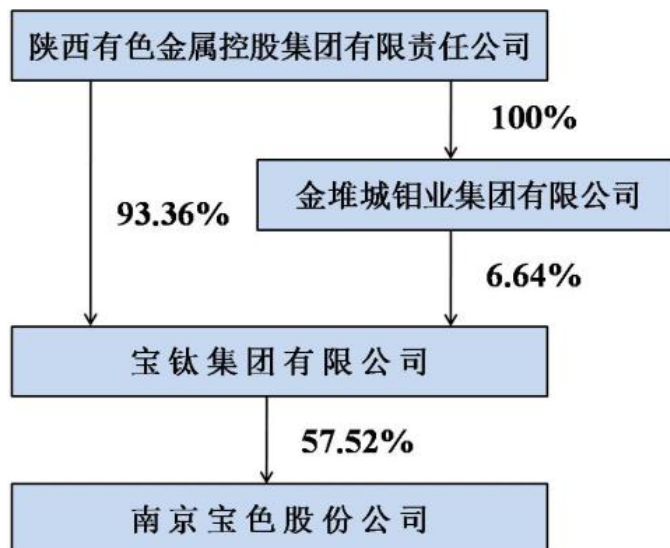 陕西有色金属控股集团有限责任公司
100%
金堆城钼业集团有限公司
93.36%
6.64%
宝钛集团有限公司
57.52%
南京宝色股份公司